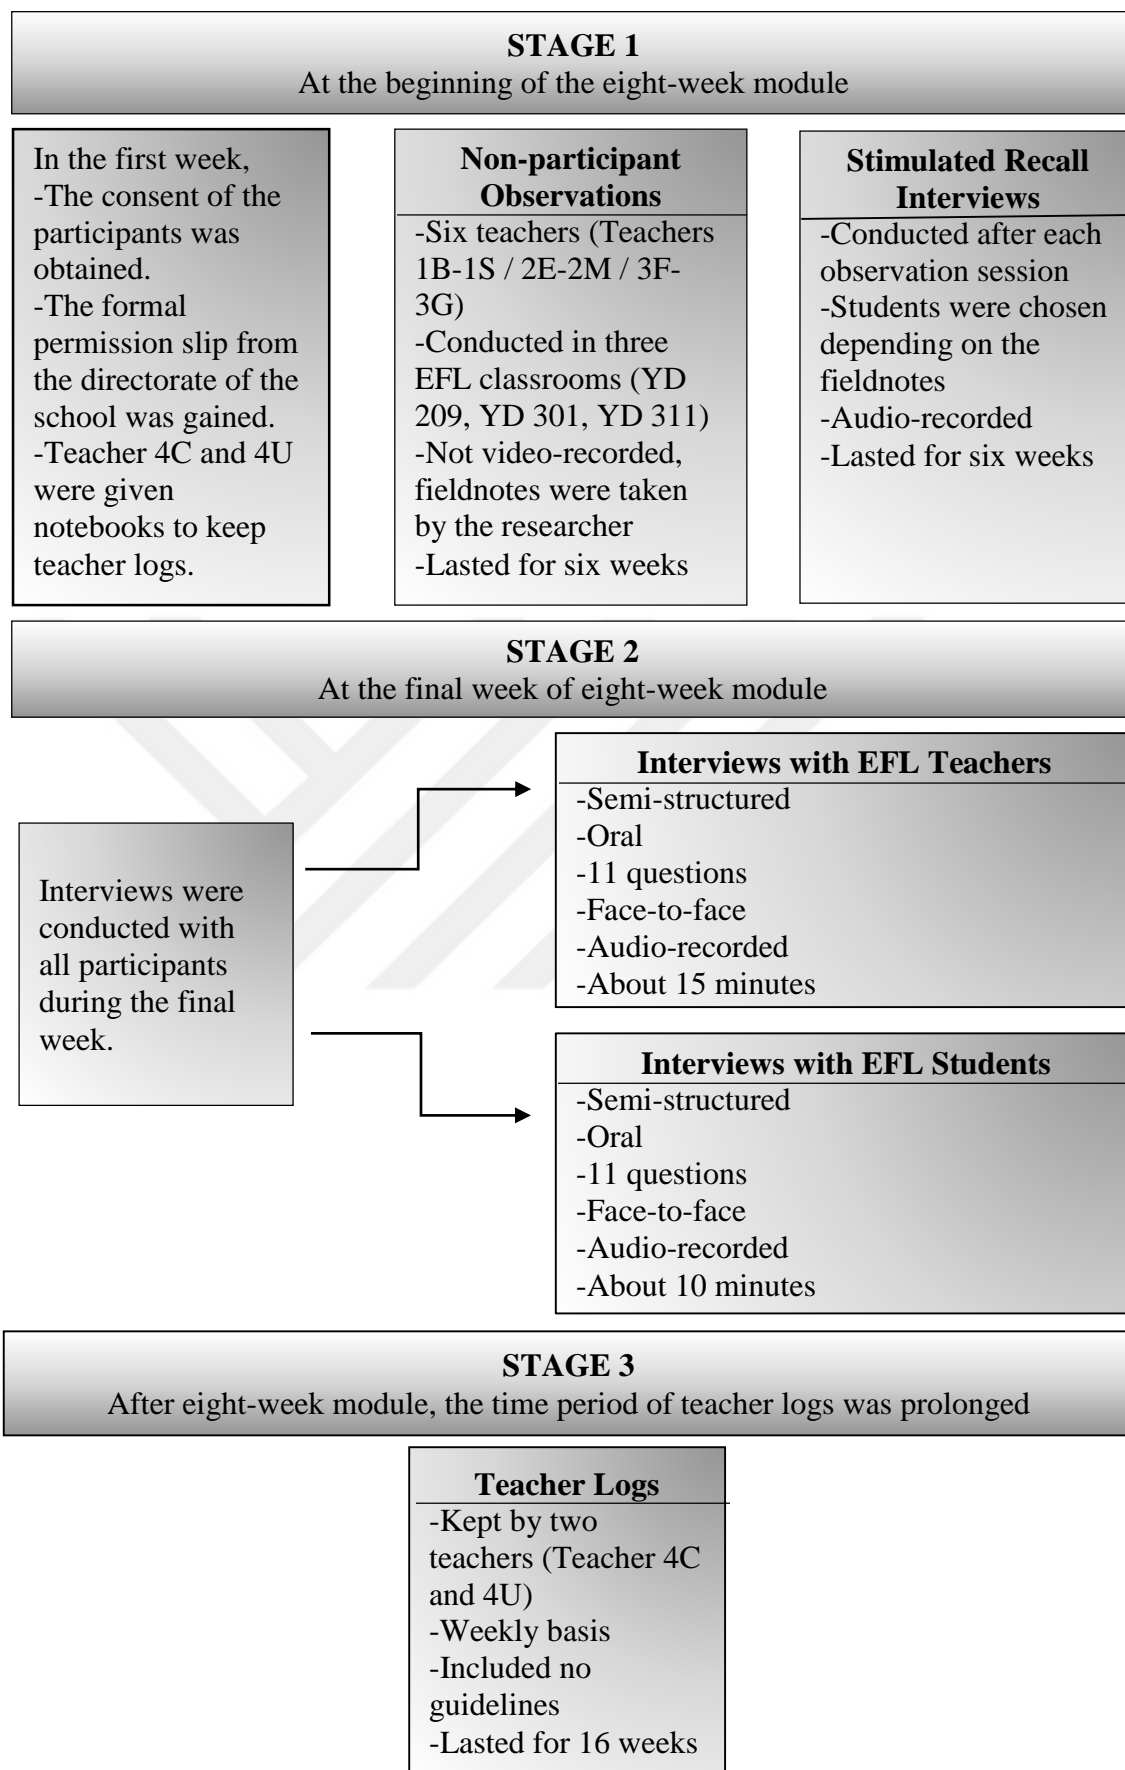 STAGE 1
At the beginning of the eight-week module
In the first week,
-The consent of the
participants was
obtained.
-The formal
permission slip from
the directorate of the
school was gained.
-Teacher 4C and 4U
were given
notebooks to keep
teacher logs.
Non-participant
Observations
-Six teachers (Teachers
1B-1S / 2E-2M / 3F-
3G)
-Conducted in three
EFL classrooms (YD
209, YD 301, YD 311)
-Not video-recorded,
fieldnotes were taken
by the researcher
-Lasted for six weeks
Stimulated Recall
Interviews
-Conducted after each
observation session
-Students were chosen
depending on the
fieldnotes
-Audio-recorded
-Lasted for six weeks
STAGE 2
At the final week of eight-week module
Interviews were
conducted with
all participants
during the final
week.
Interviews with EFL Teachers
-Semi-structured
-Oral
-11 questions
-Face-to-face
-Audio-recorded
-About 15 minutes
Interviews with EFL Students
-Semi-structured
-Oral
-11 questions
-Face-to-face
-Audio-recorded
-About 10 minutes
STAGE 3
After eight-week module, the time period of teacher logs was prolonged
Teacher Logs
-Kept by two
teachers (Teacher 4C
and 4U)
-Weekly basis
-Included no
guidelines
-Lasted for 16 weeks